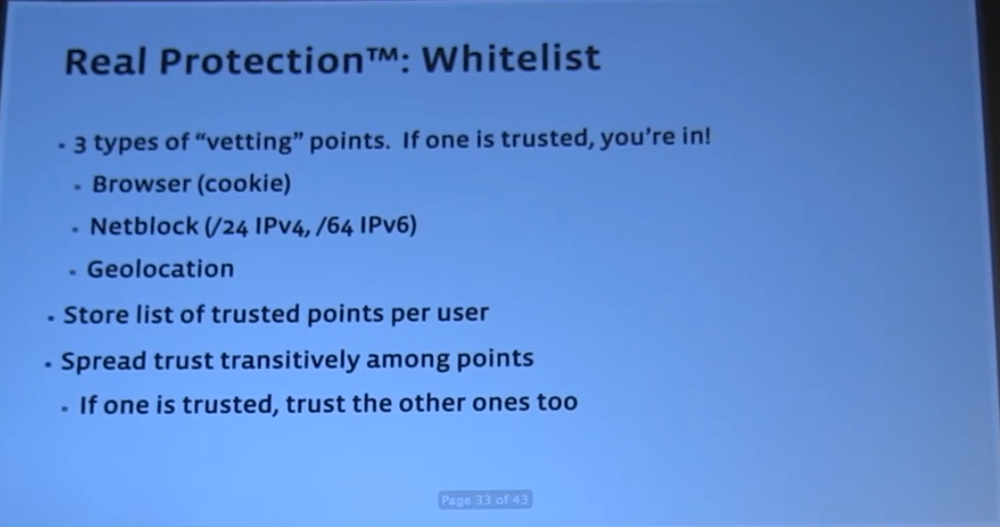 Real Protection™: Whitelist
▪ 3 types of “vetting” points. If one is trusted, you’re in!
▪ Browser (cookie)
▪ Netblock (/24 IPv4, /64 IPv6)
▪ Geolocation
▪ Store list of trusted points per user
▪ Spread trust transitively among points
▪ If one is trusted, trust the other ones too
Page 33 of 43